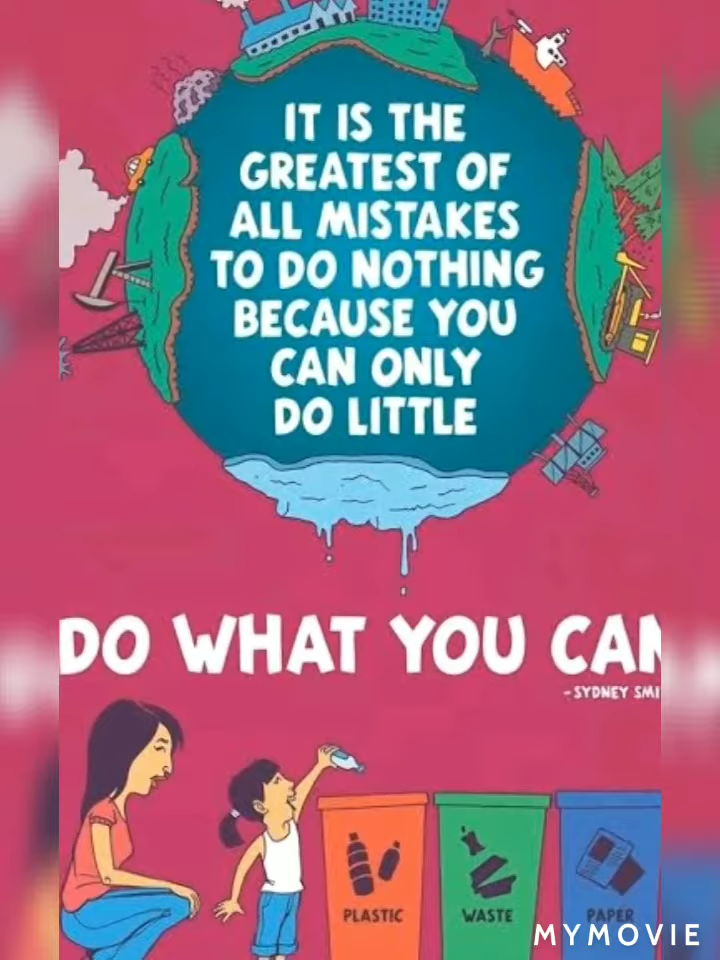 IT IS THE
GREATEST OF
ALL MISTAKES
TO DO NOTHING
BECAUSE YOU
CAN ONLY
DO LITTLE
DO WHAT YOU CAN
-SYDNEY SMI
PLASTIC
WASTE
PAPER
MYMOVIE